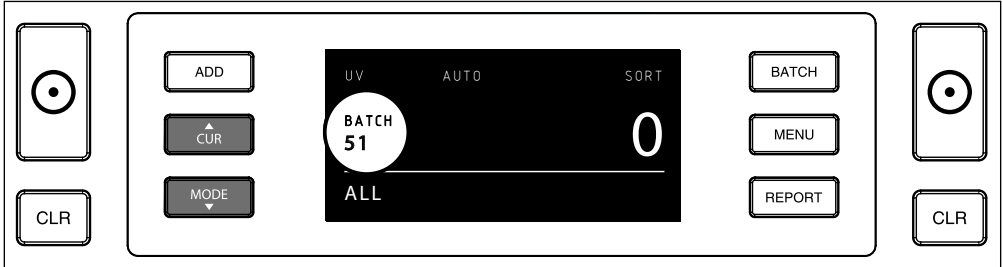 ADD
CUR
MODE
CLR
UV AUTO SORT
BATCH
51
0
ALL
BATCH
MENU
REPORT
CLR